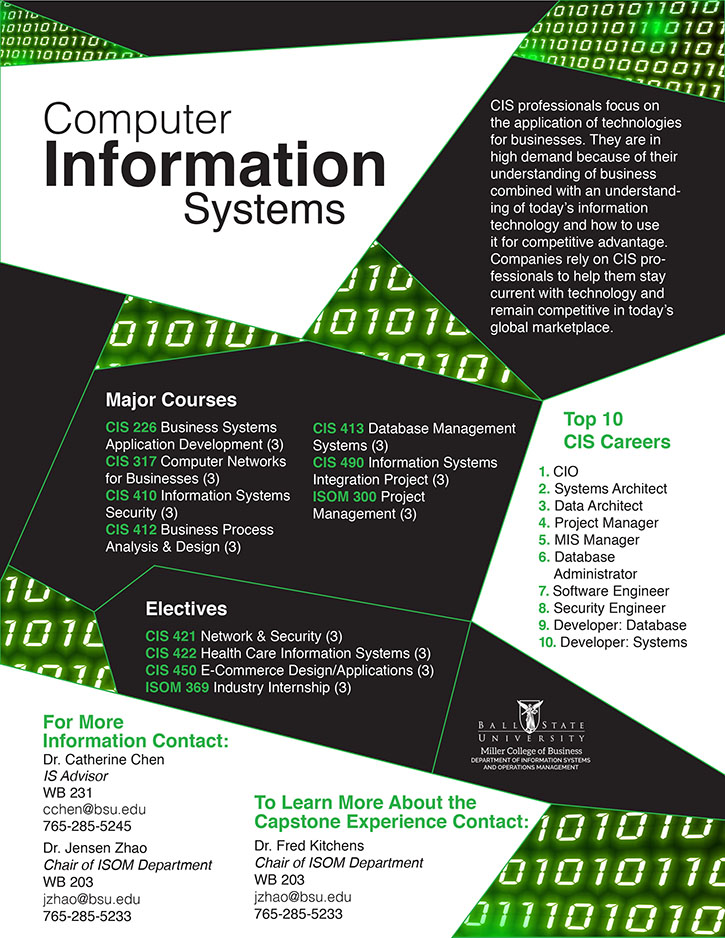 Computer
Information
Systems
CIS professionals focus on
the application of technologies
for businesses. They are in
high demand because of their
understanding of business
combined with an understand-
ing of today's information
technology and how to use
it for competitive advantage.
Companies rely on CIS pro-
fessionals to help them stay
current with technology and
remain competitive in today's
global marketplace.
Major Courses
CIS 226 Business Systems
Application Development (3)
CIS 317 Computer Networks
for Businesses (3)
CIS 410 Information Systems
Security (3)
CIS 412 Business Process
Analysis & Design (3)
CIS 413 Database Management
Systems (3)
CIS 490 Information Systems
Integration Project (3)
ISOM 300 Project
Management (3)
Top 10
CIS Careers
1. CIO
2. Systems Architect
3. Data Architect
4. Project Manager
5. MIS Manager
6. Database
Administrator
7. Software Engineer
8. Security Engineer
9. Developer: Database
10. Developer: Systems
Electives
CIS 421 Network & Security (3)
CIS 422 Health Care Information Systems (3)
CIS 450 E-Commerce Design/Applications (3)
ISOM 369 Industry Internship (3)
BALL STATE
UNIVERSITY
Miller College of Business
DEPARTMENT OF INFORMATION SYSTEMS
AND OPERATIONS MANAGEMENT
For More
Information Contact:
Dr. Catherine Chen
IS Advisor
WB 231
cchen@bsu.edu
765-285-5245
Dr. Jensen Zhao
Chair of ISOM Department
WB 203
jzhao@bsu.edu
765-285-5233
To Learn More About the
Capstone Experience Contact:
Dr. Fred Kitchens
Chair of ISOM Department
WB 203
jzhao@bsu.edu
765-285-5233